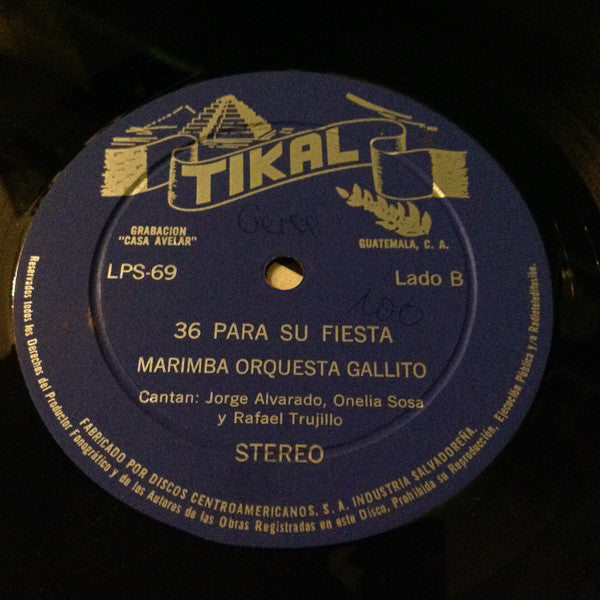 TIKAL
GRABACION
"CASA AVELAR"
GUATEMALA, C. A.
LPS-69
Lado B
100
36 PARA SU FIESTA
MARIMBA ORQUESTA GALLITO
Cantan: Jorge Alvarado, Onelia Sosa
y Rafael Trujillo
STEREO
FABRICADO POR DISCOS CENTROAMERICANOS, S. A. INDUSTRIA SALVADOREÑA.
Reservados todos los Derechos del Productor Fonográfico y de los Autores de las Obras Registradas en este Disco. Prohibida su Reproducción, Ejecución Pública y/o Radioteledifusión.